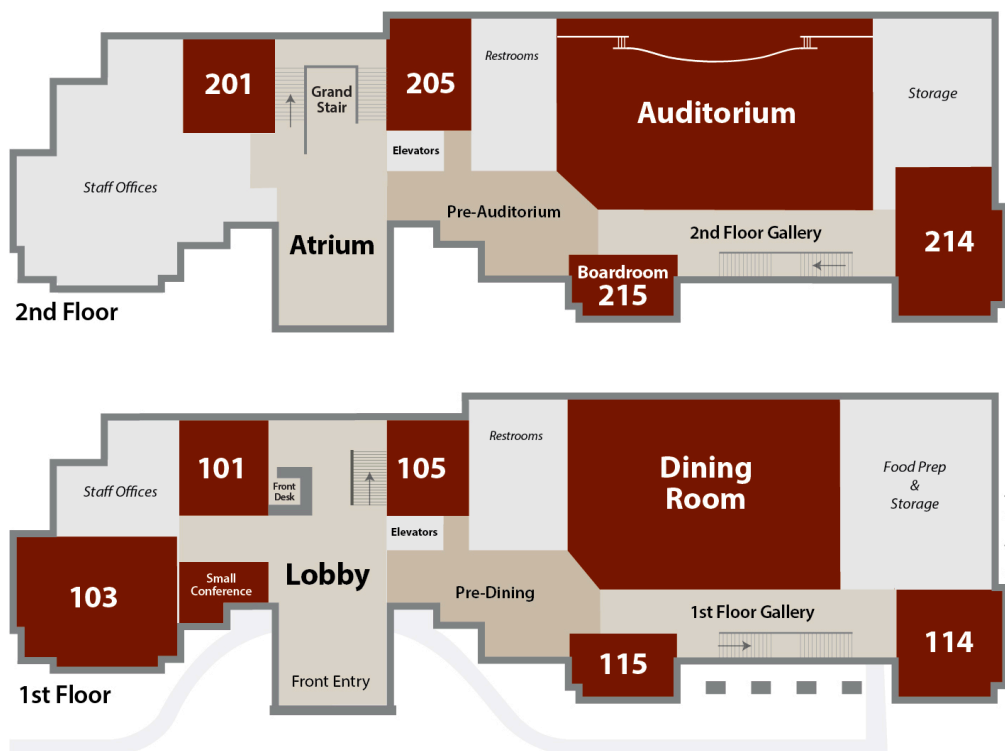 201
Grand
Stair
205
Restrooms
Auditorium
Storage
Elevators
Staff Offices
Pre-Auditorium
Atrium
2nd Floor Gallery
214
Boardroom
215
2nd Floor
101
Front
Desk
105
Restrooms
Dining
Room
Food Prep
&
Storage
Staff Offices
Elevators
103
Small
Conference
Lobby
Pre-Dining
1st Floor Gallery
115
114
Front Entry
1st Floor